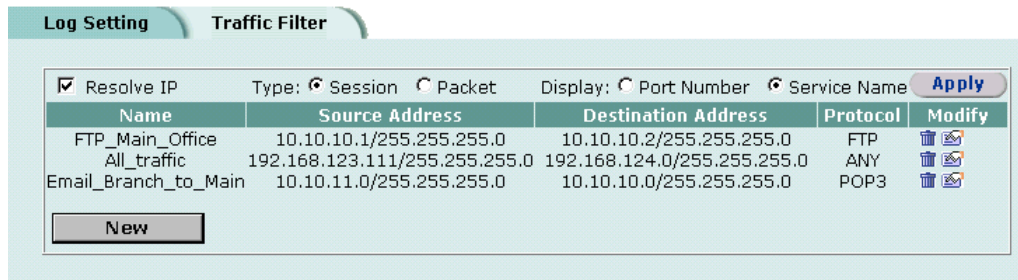 Log Setting Traffic Filter
Resolve IP Type: Session Packet Display: Port Number Service Name Apply
Name Source Address Destination Address Protocol Modify
FTP_Main_Office 10.10.10.1/255.255.255.0 10.10.10.2/255.255.255.0 FTP
All_traffic 192.168.123.111/255.255.255.0 192.168.124.0/255.255.255.0 ANY
Email_Branch_to_Main 10.10.11.0/255.255.255.0 10.10.10.0/255.255.255.0 POP3
New